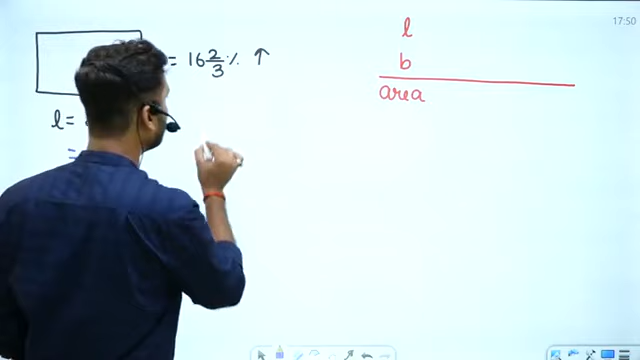 = 16 2/3 % ↑
l =
=
l
b
area
17:50